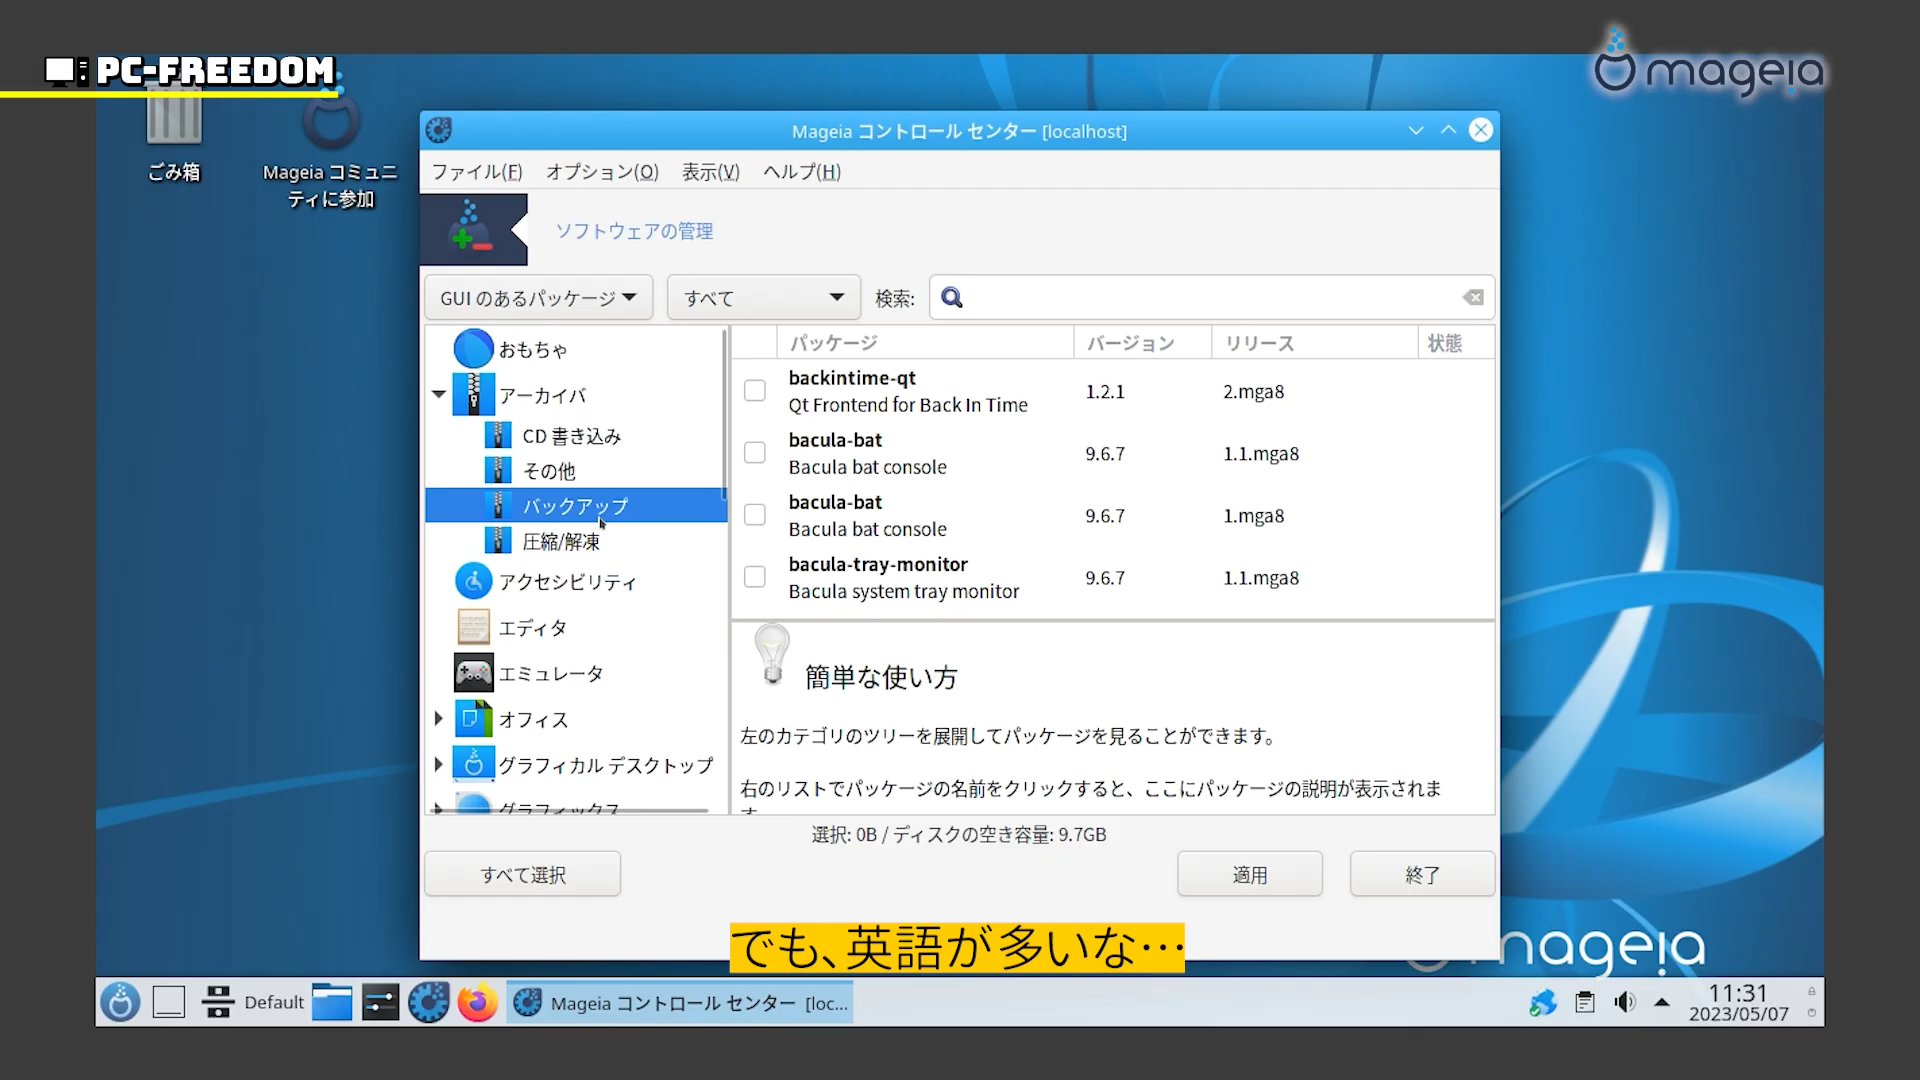 PC-FREEDOM
mageia
ごみ箱
Mageia コミュニ
ティに参加
Mageia コントロール センター [localhost]
ファイル(F) オプション(O) 表示(V) ヘルプ(H)
ソフトウェアの管理
GUI のあるパッケージ すべて 検索:
おもちゃ
アーカイバ
CD 書き込み
その他
バックアップ
圧縮/解凍
アクセシビリティ
エディタ
エミュレータ
オフィス
グラフィカル デスクトップ
グラフィックス
パッケージ バージョン リリース 状態
backintime-qt
Qt Frontend for Back In Time
1.2.1 2.mga8
bacula-bat
Bacula bat console
9.6.7 1.1.mga8
bacula-bat
Bacula bat console
9.6.7 1.mga8
bacula-tray-monitor
Bacula system tray monitor
9.6.7 1.1.mga8
簡単な使い方
左のカテゴリのツリーを展開してパッケージを見ることができます。
右のリストでパッケージの名前をクリックすると、ここにパッケージの説明が表示されま
す。
選択: 0B / ディスクの空き容量: 9.7GB
すべて選択 適用 終了
でも、英語が多いな…
mageia
Default
Mageia コントロール センター [loc...
11:31
2023/05/07